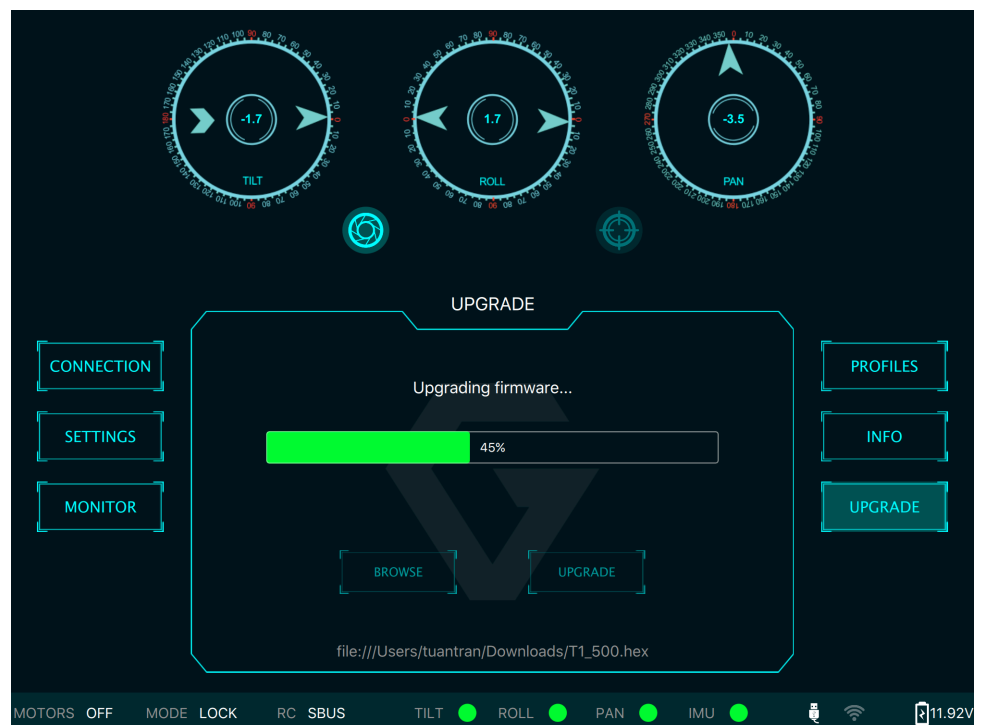 -1.7
TILT
1.7
ROLL
-3.5
PAN
UPGRADE
CONNECTION
SETTINGS
MONITOR
Upgrading firmware...
45%
BROWSE
UPGRADE
file:///Users/tuantran/Downloads/T1_500.hex
PROFILES
INFO
UPGRADE
MOTORS OFF MODE LOCK RC SBUS TILT ROLL PAN IMU 11.92V